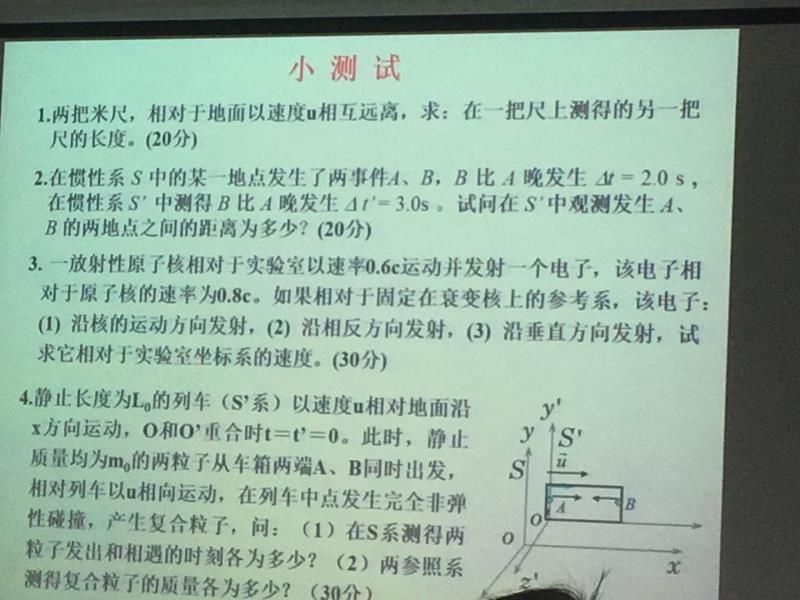 小 测 试
1.两把米尺，相对于地面以速度u相互远离，求：在一把尺上测得的另一把
尺的长度。(20分)
2.在惯性系 S 中的某一地点发生了两事件A、B，B 比 A 晚发生 Δt = 2.0 s，
在惯性系S′ 中测得 B 比 A 晚发生 Δt′= 3.0s 。试问在 S′中观测发生 A、
B 的两地点之间的距离为多少？(20分)
3. 一放射性原子核相对于实验室以速率0.6c运动并发射一个电子，该电子相
对于原子核的速率为0.8c。如果相对于固定在衰变核上的参考系，该电子：
(1) 沿核的运动方向发射，(2) 沿相反方向发射，(3) 沿垂直方向发射，试
求它相对于实验室坐标系的速度。(30分)
4.静止长度为L₀的列车（S’系）以速度u相对地面沿
x方向运动，O和O’重合时t＝t’＝0。此时，静止
质量均为m₀的两粒子从车箱两端A、B同时出发，
相对列车以u相向运动，在列车中点发生完全非弹
性碰撞，产生复合粒子，问：（1）在S系测得两
粒子发出和相遇的时刻各为多少？（2）两参照系
测得复合粒子的质量各为多少？（30分）
y'
y S'
u
S
A B
O'
O
x
z'